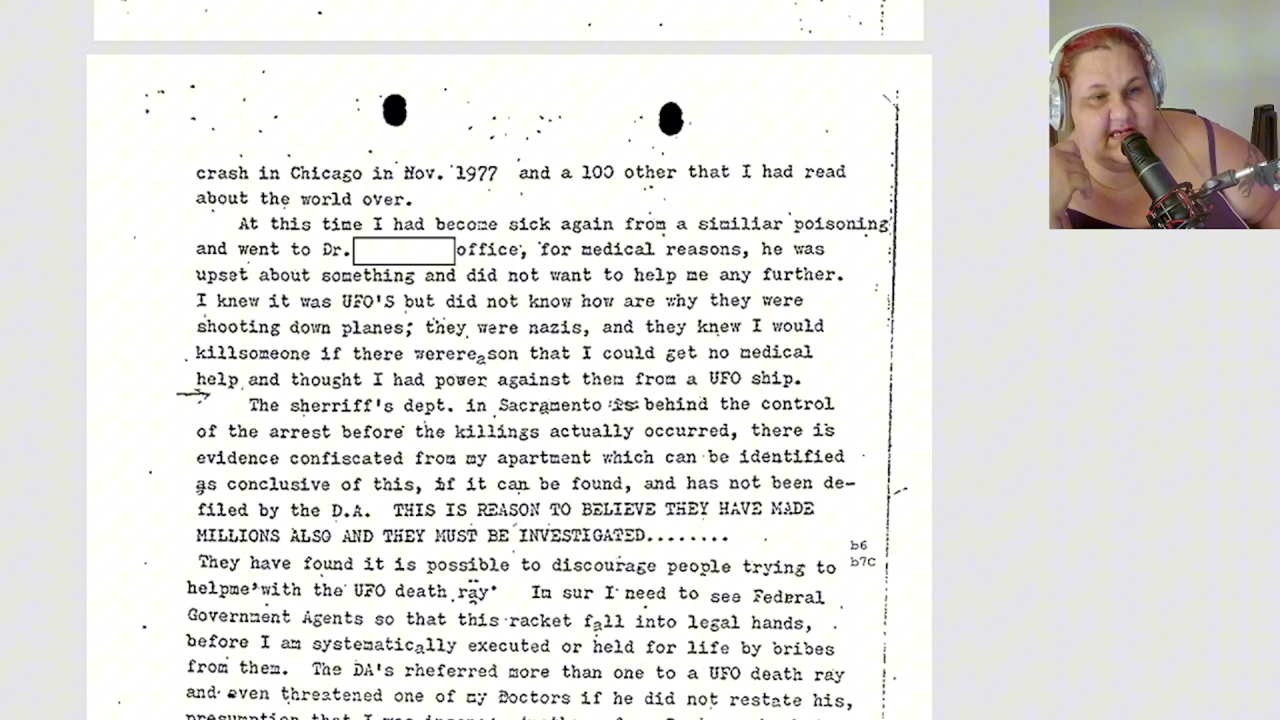 crash in Chicago in Nov. 1977 and a 100 other that I had read
about the world over.
At this time I had become sick again from a similiar poisoning
and went to Dr. office, for medical reasons, he was
upset about something and did not want to help me any further.
I knew it was UFO'S but did not know how are why they were
shooting down planes; they were nazis, and they knew I would
killsomeone if there werereason that I could get no medical
help and thought I had power against them from a UFO ship.
The sherriff's dept. in Sacramento is behind the control
of the arrest before the killings actually occurred, there is
evidence confiscated from my apartment which can be identified
as conclusive of this, if it can be found, and has not been de-
filed by the D.A. THIS IS REASON TO BELIEVE THEY HAVE MADE
MILLIONS ALSO AND THEY MUST BE INVESTIGATED........
b6
They have found it is possible to discourage people trying to
b7C
helpme with the UFO death ray' Im sur I need to see Federal
Government Agents so that this racket fall into legal hands,
before I am systematically executed or held for life by bribes
from them. The DA's rheferred more than one to a UFO death ray
and even threatened one of my Doctors if he did not restate his,
presumption that I was